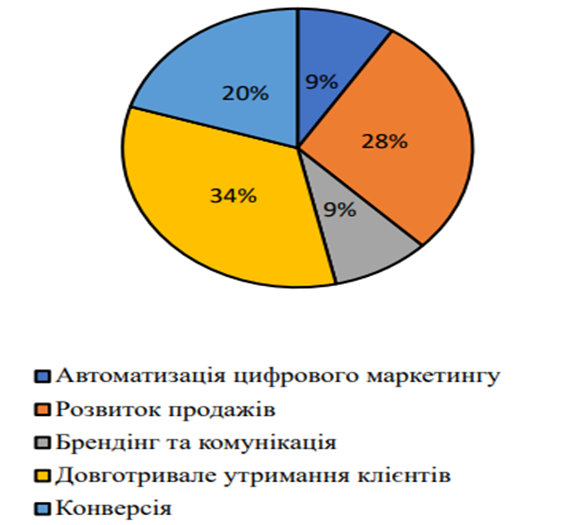 9%
20%
28%
34%
9%
Автоматизація цифрового маркетингу
Розвиток продажів
Брендінг та комунікація
Довготривале утримання клієнтів
Конверсія